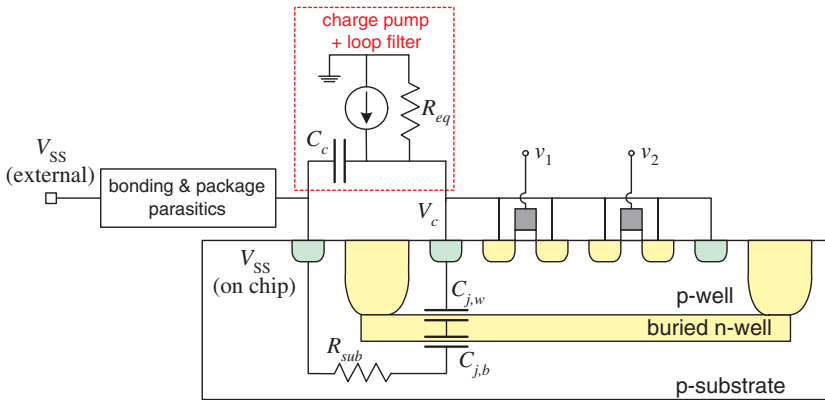 charge pump
+ loop filter
R_eq
C_c
V_SS
(external)
bonding & package
parasitics
v_1
v_2
V_c
V_SS
(on chip)
C_j,w
p-well
buried n-well
R_sub
C_j,b
p-substrate